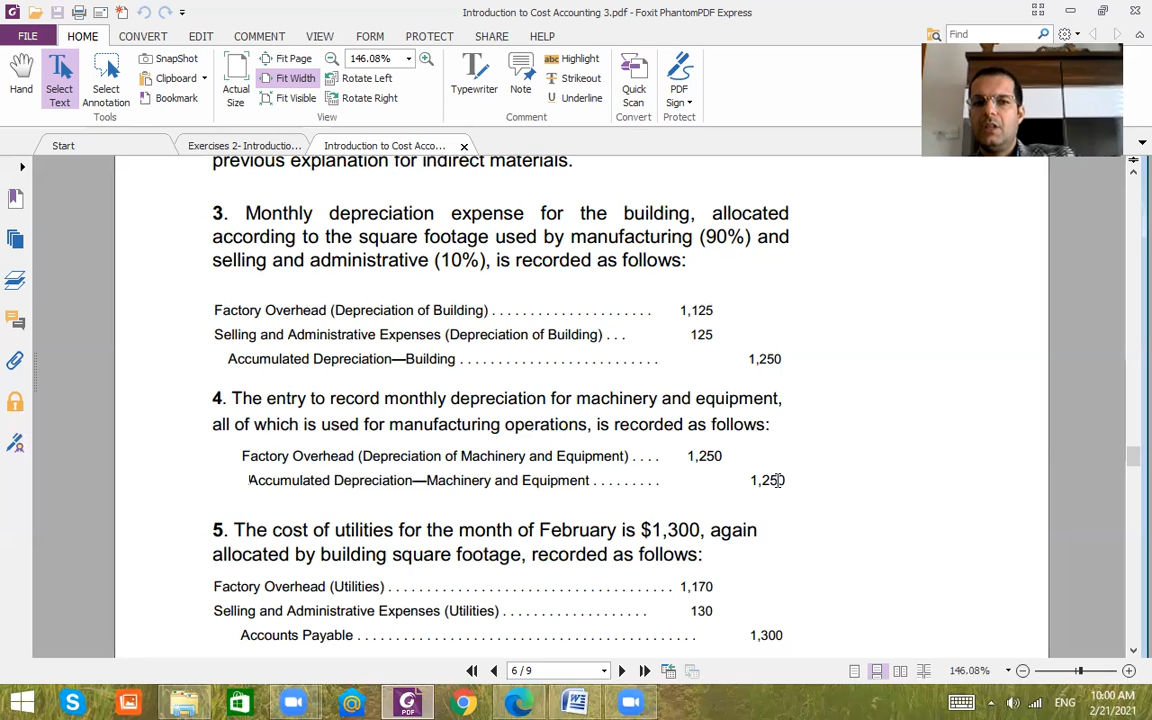 Introduction to Cost Accounting 3.pdf - Foxit PhantomPDF Express
FILE HOME CONVERT EDIT COMMENT VIEW FORM PROTECT SHARE HELP
Find
Hand
Select Text
Select Annotation
SnapShot
Clipboard
Bookmark
Tools
Actual Size
Fit Page
Fit Width
Fit Visible
146.08%
Rotate Left
Rotate Right
View
Typewriter
Note
Highlight
Strikeout
Underline
Comment
Quick Scan
Convert
PDF Sign
Protect
Start
Exercises 2- Introductio...
Introduction to Cost Acco...
previous explanation for indirect materials.
3. Monthly depreciation expense for the building, allocated
according to the square footage used by manufacturing (90%) and
selling and administrative (10%), is recorded as follows:
Factory Overhead (Depreciation of Building) . . . . . . . . . . . . . . . . . . . . . . 1,125
Selling and Administrative Expenses (Depreciation of Building) . . . 125
Accumulated Depreciation—Building . . . . . . . . . . . . . . . . . . . . . . . . . . . 1,250
4. The entry to record monthly depreciation for machinery and equipment,
all of which is used for manufacturing operations, is recorded as follows:
Factory Overhead (Depreciation of Machinery and Equipment) . . . . 1,250
Accumulated Depreciation—Machinery and Equipment . . . . . . . . . 1,250
5. The cost of utilities for the month of February is $1,300, again
allocated by building square footage, recorded as follows:
Factory Overhead (Utilities) . . . . . . . . . . . . . . . . . . . . . . . . . . . . . . . . . . . . . . 1,170
Selling and Administrative Expenses (Utilities) . . . . . . . . . . . . . . . . . . . 130
Accounts Payable . . . . . . . . . . . . . . . . . . . . . . . . . . . . . . . . . . . . . . . . . . . . 1,300
6 / 9
146.08%
ENG
10:00 AM
2/21/2021